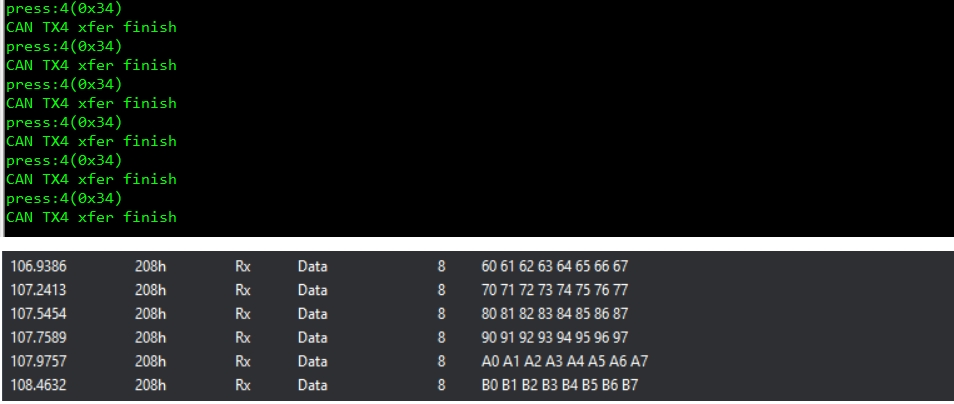 press:4(0x34)
CAN TX4 xfer finish
press:4(0x34)
CAN TX4 xfer finish
press:4(0x34)
CAN TX4 xfer finish
press:4(0x34)
CAN TX4 xfer finish
press:4(0x34)
CAN TX4 xfer finish
press:4(0x34)
CAN TX4 xfer finish
106.9386 208h Rx Data 8 60 61 62 63 64 65 66 67
107.2413 208h Rx Data 8 70 71 72 73 74 75 76 77
107.5454 208h Rx Data 8 80 81 82 83 84 85 86 87
107.7589 208h Rx Data 8 90 91 92 93 94 95 96 97
107.9757 208h Rx Data 8 A0 A1 A2 A3 A4 A5 A6 A7
108.4632 208h Rx Data 8 B0 B1 B2 B3 B4 B5 B6 B7